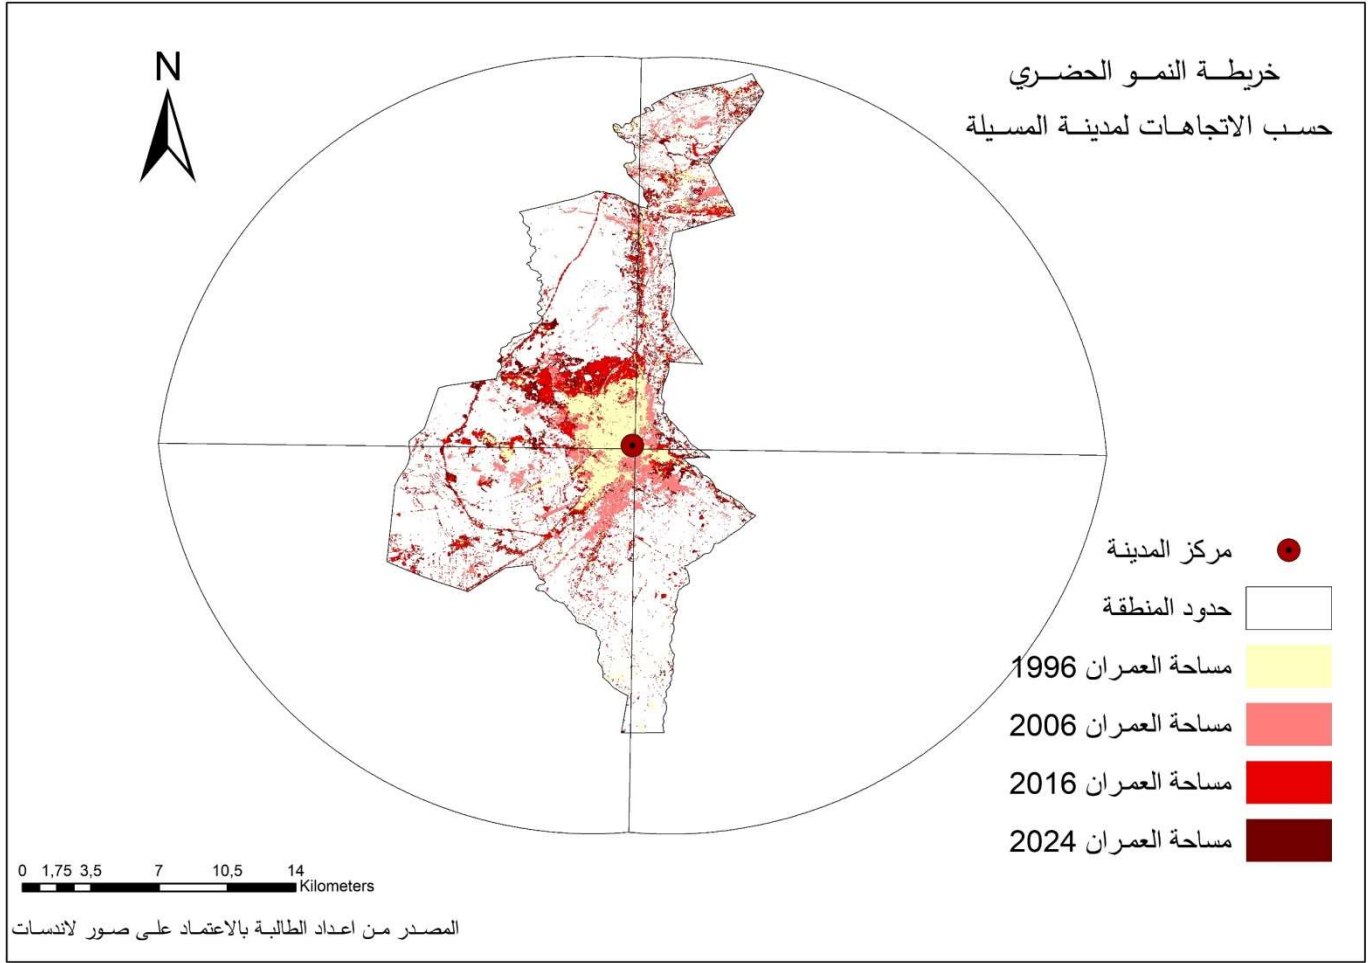 خريطة النمو الحضري
حسب الاتجاهات لمدينة المسيلة
N
مركز المدينة
حدود المنطقة
مساحة العمران 1996
مساحة العمران 2006
مساحة العمران 2016
مساحة العمران 2024
0 1,75 3,5 7 10,5 14
Kilometers
المصدر من اعداد الطالبة بالاعتماد على صور لاندسات